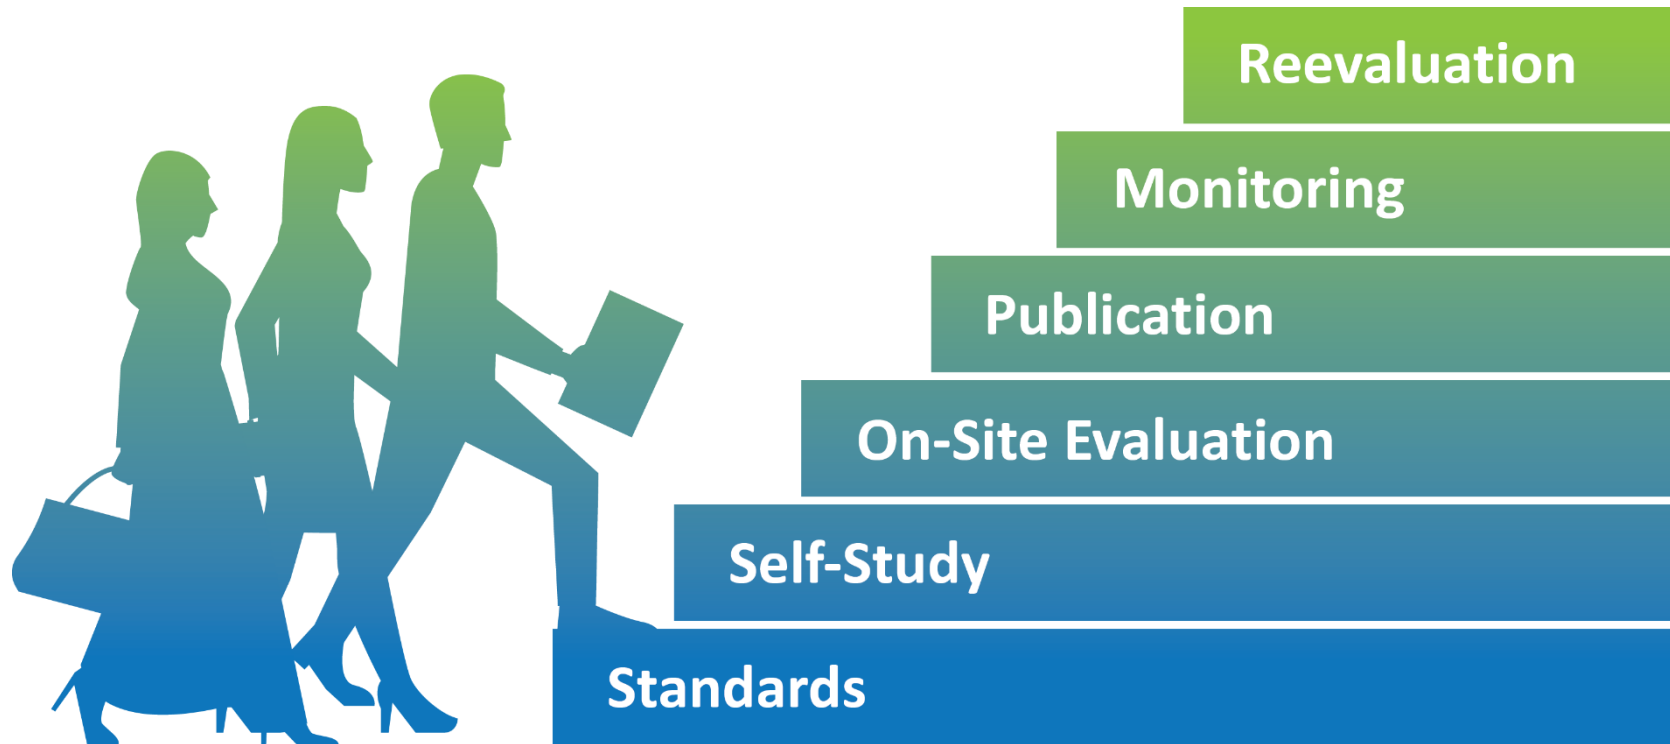 Reevaluation
Monitoring
Publication
On-Site Evaluation
Self-Study
Standards